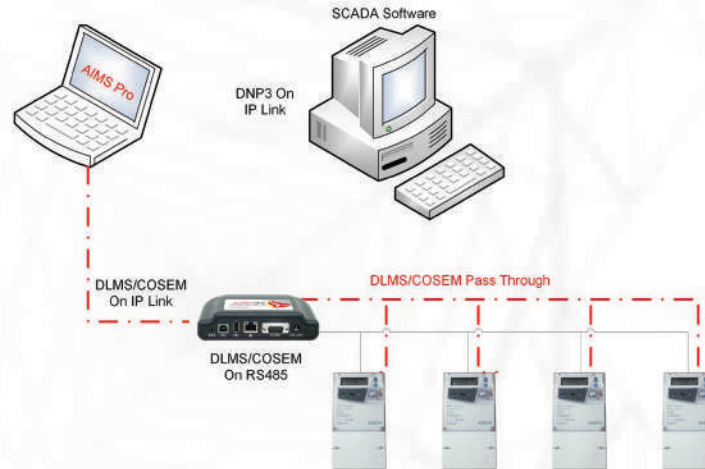 SCADA Software
AIMS Pro
DNP3 On
IP Link
DLMS/COSEM
On IP Link
DLMS/COSEM Pass Through
DLMS/COSEM
On RS485